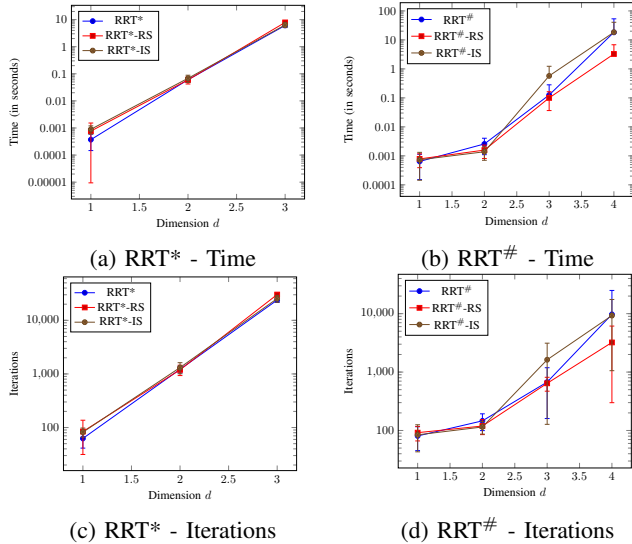 RRT*
RRT*-RS
RRT*-IS
10
1
0.1
0.01
0.001
0.0001
0.00001
Time (in seconds)
1
1.5
2
2.5
3
Dimension d
(a) RRT* - Time
RRT#
RRT#-RS
RRT#-IS
100
10
1
0.1
0.01
0.001
0.0001
Time (in seconds)
1
1.5
2
2.5
3
3.5
4
Dimension d
(b) RRT# - Time
RRT*
RRT*-RS
RRT*-IS
10,000
1,000
100
Iterations
1
1.5
2
2.5
3
Dimension d
(c) RRT* - Iterations
RRT#
RRT#-RS
RRT#-IS
10,000
1,000
100
Iterations
1
1.5
2
2.5
3
3.5
4
Dimension d
(d) RRT# - Iterations